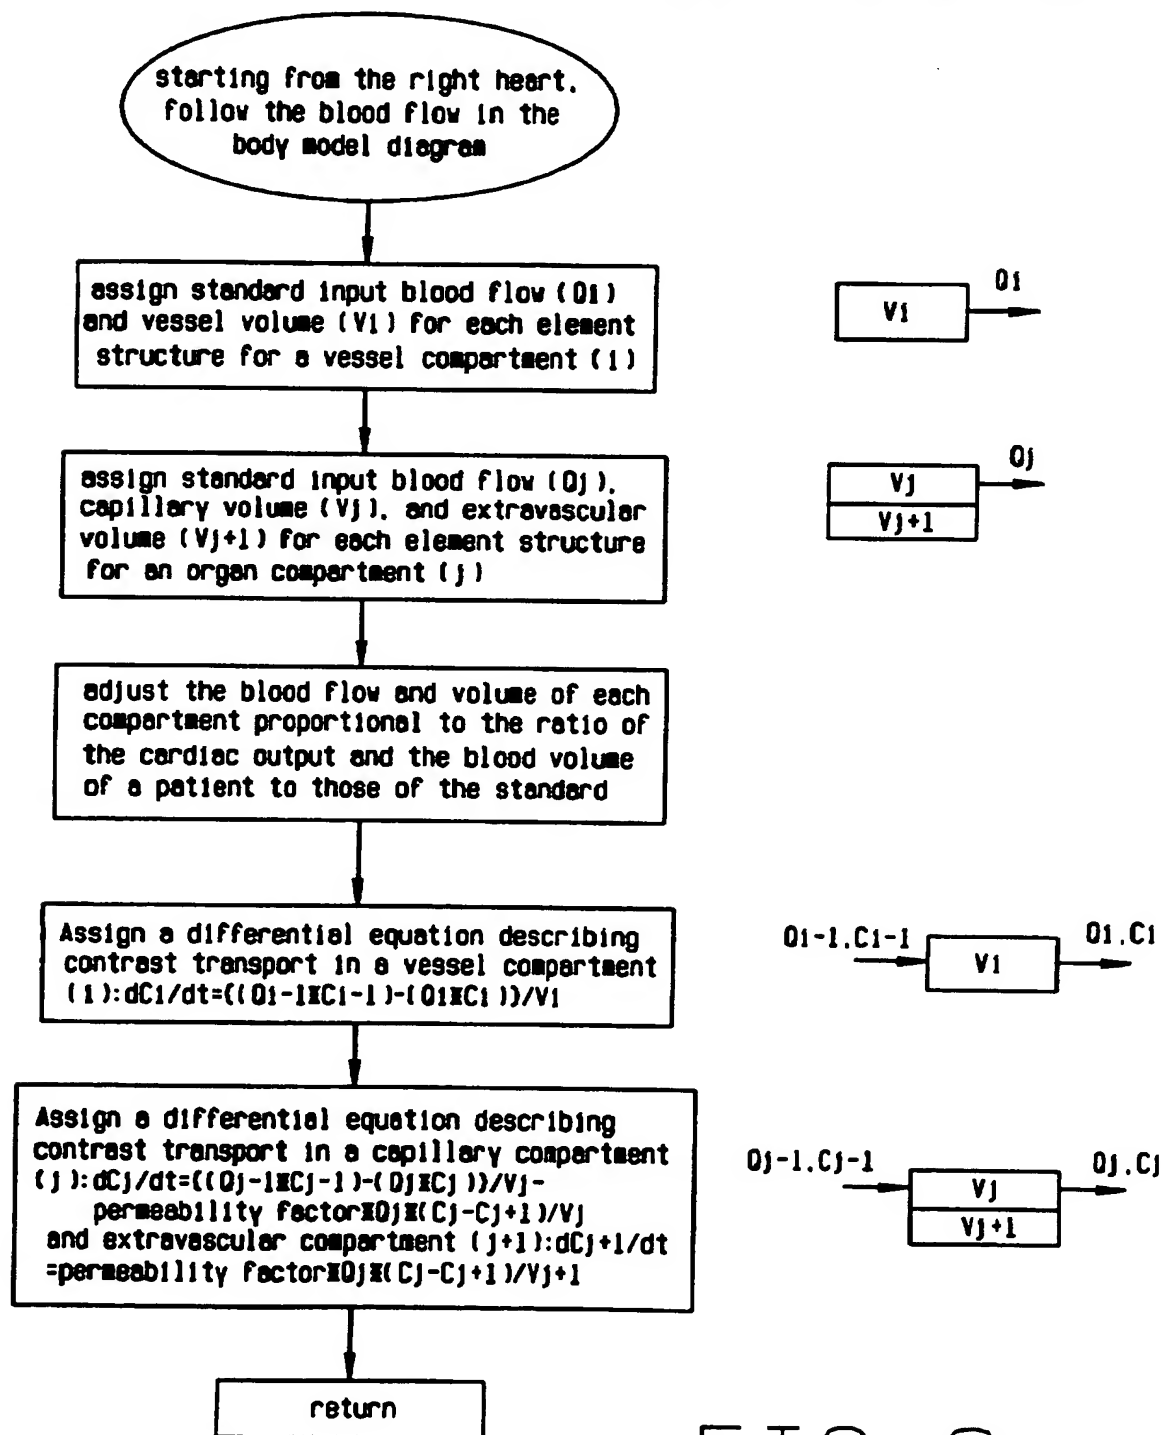 starting from the right heart,
follow the blood flow in the
body model diagram
assign standard input blood flow (Qi)
and vessel volume (Vi) for each element
structure for a vessel compartment (i)
Qi
Vi
assign standard input blood flow (Qj),
capillary volume (Vj), and extravascular
volume (Vj+1) for each element structure
for an organ compartment (j)
Qj
Vj
Vj+1
adjust the blood flow and volume of each
compartment proportional to the ratio of
the cardiac output and the blood volume
of a patient to those of the standard
Assign a differential equation describing
contrast transport in a vessel compartment
(i):dCi/dt=((Qi-1*Ci-1)-(Qi*Ci))/Vi
Qi-1,Ci-1
Vi
Qi,Ci
Assign a differential equation describing
contrast transport in a capillary compartment
(j):dCj/dt=((Qj-1*Cj-1)-(Qj*Cj))/Vj-
permeability factor*Qj*(Cj-Cj+1)/Vj
and extravascular compartment (j+1):dCj+1/dt
=permeability factor*Qj*(Cj-Cj+1)/Vj+1
Qj-1,Cj-1
Vj
Vj+1
Qj,Cj
return